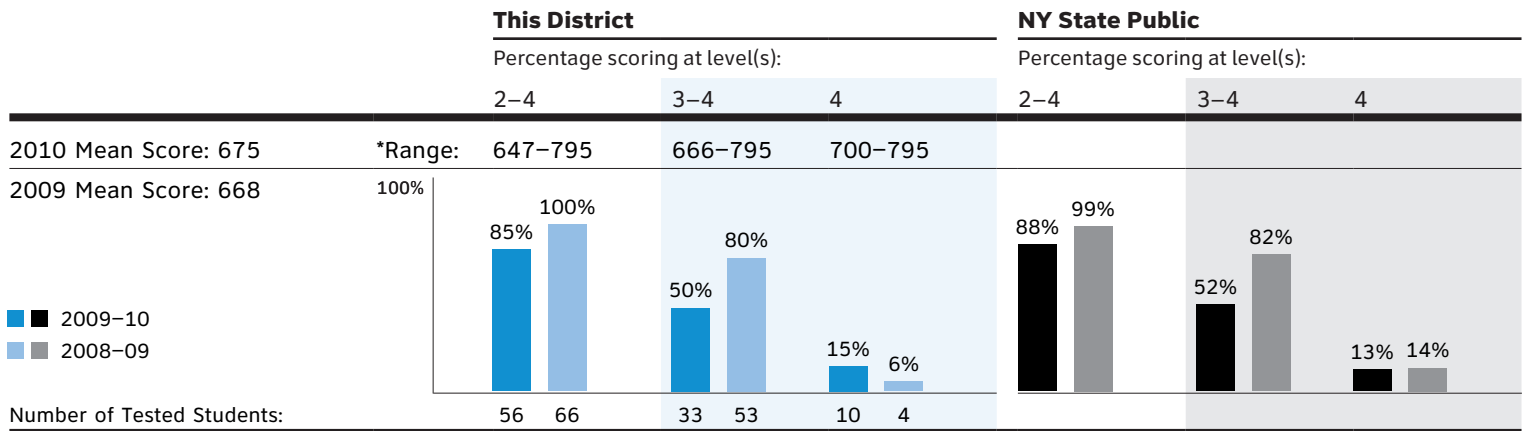 This District NY State Public
Percentage scoring at level(s): Percentage scoring at level(s):
2–4 3–4 4 2–4 3–4 4
2010 Mean Score: 675 *Range: 647–795 666–795 700–795
2009 Mean Score: 668 100%
85% 100% 50% 80% 15% 6% 88% 99% 52% 82% 13% 14%
2009–10
2008–09
Number of Tested Students: 56 66 33 53 10 4